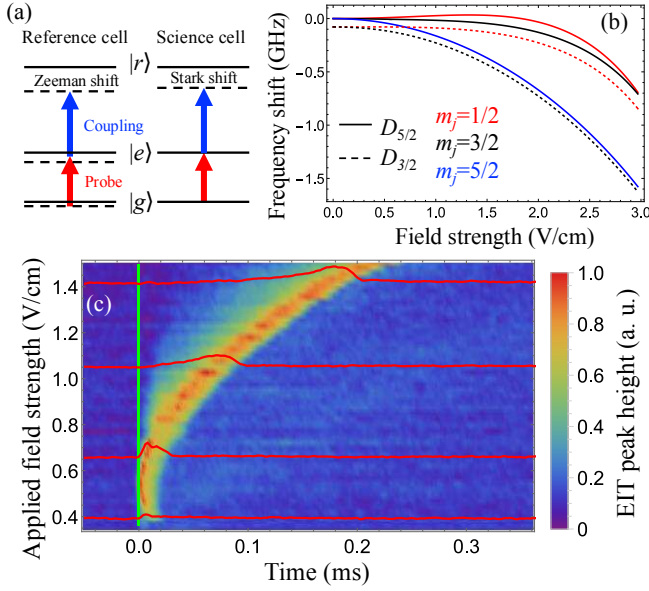 (a)
Reference cell Science cell
|r⟩
Zeeman shift Stark shift
Coupling
|e⟩
Probe
|g⟩
(b)
Frequency shift (GHz)
0.0
−0.5
−1.0
−1.5
D5/2
D3/2
mj=1/2
mj=3/2
mj=5/2
0.0 0.5 1.0 1.5 2.0 2.5 3.0
Field strength (V/cm)
(c)
Applied field strength (V/cm)
1.4
1.2
1.0
0.8
0.6
0.4
0.0 0.1 0.2 0.3
Time (ms)
1.0
0.8
0.6
0.4
0.2
0
EIT peak height (a. u.)